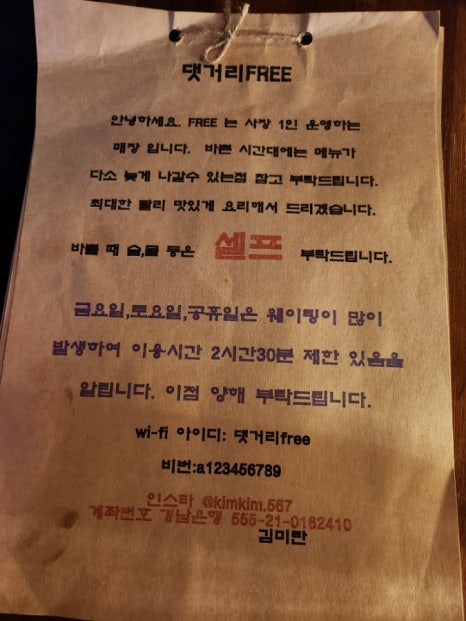 댓거리FREE
안녕하세요. FREE 는 사장 1인 운영하는
매장 입니다. 바쁜 시간대에는 메뉴가
다소 늦게 나갈수 있는점 참고 부탁드립니다.
최대한 빨리 맛있게 요리해서 드리겠습니다.
바쁠 때 술,물 등은 셀프 부탁드립니다.
금요일,토요일,공휴일은 웨이팅이 많이
발생하여 이용시간 2시간30분 제한 있음을
알립니다. 이점 양해 부탁드립니다.
wi-fi 아이디: 댓거리free
비번:a123456789
인스타 @kimkim.567
계좌번호 경남은행 555-21-0162410
김미란